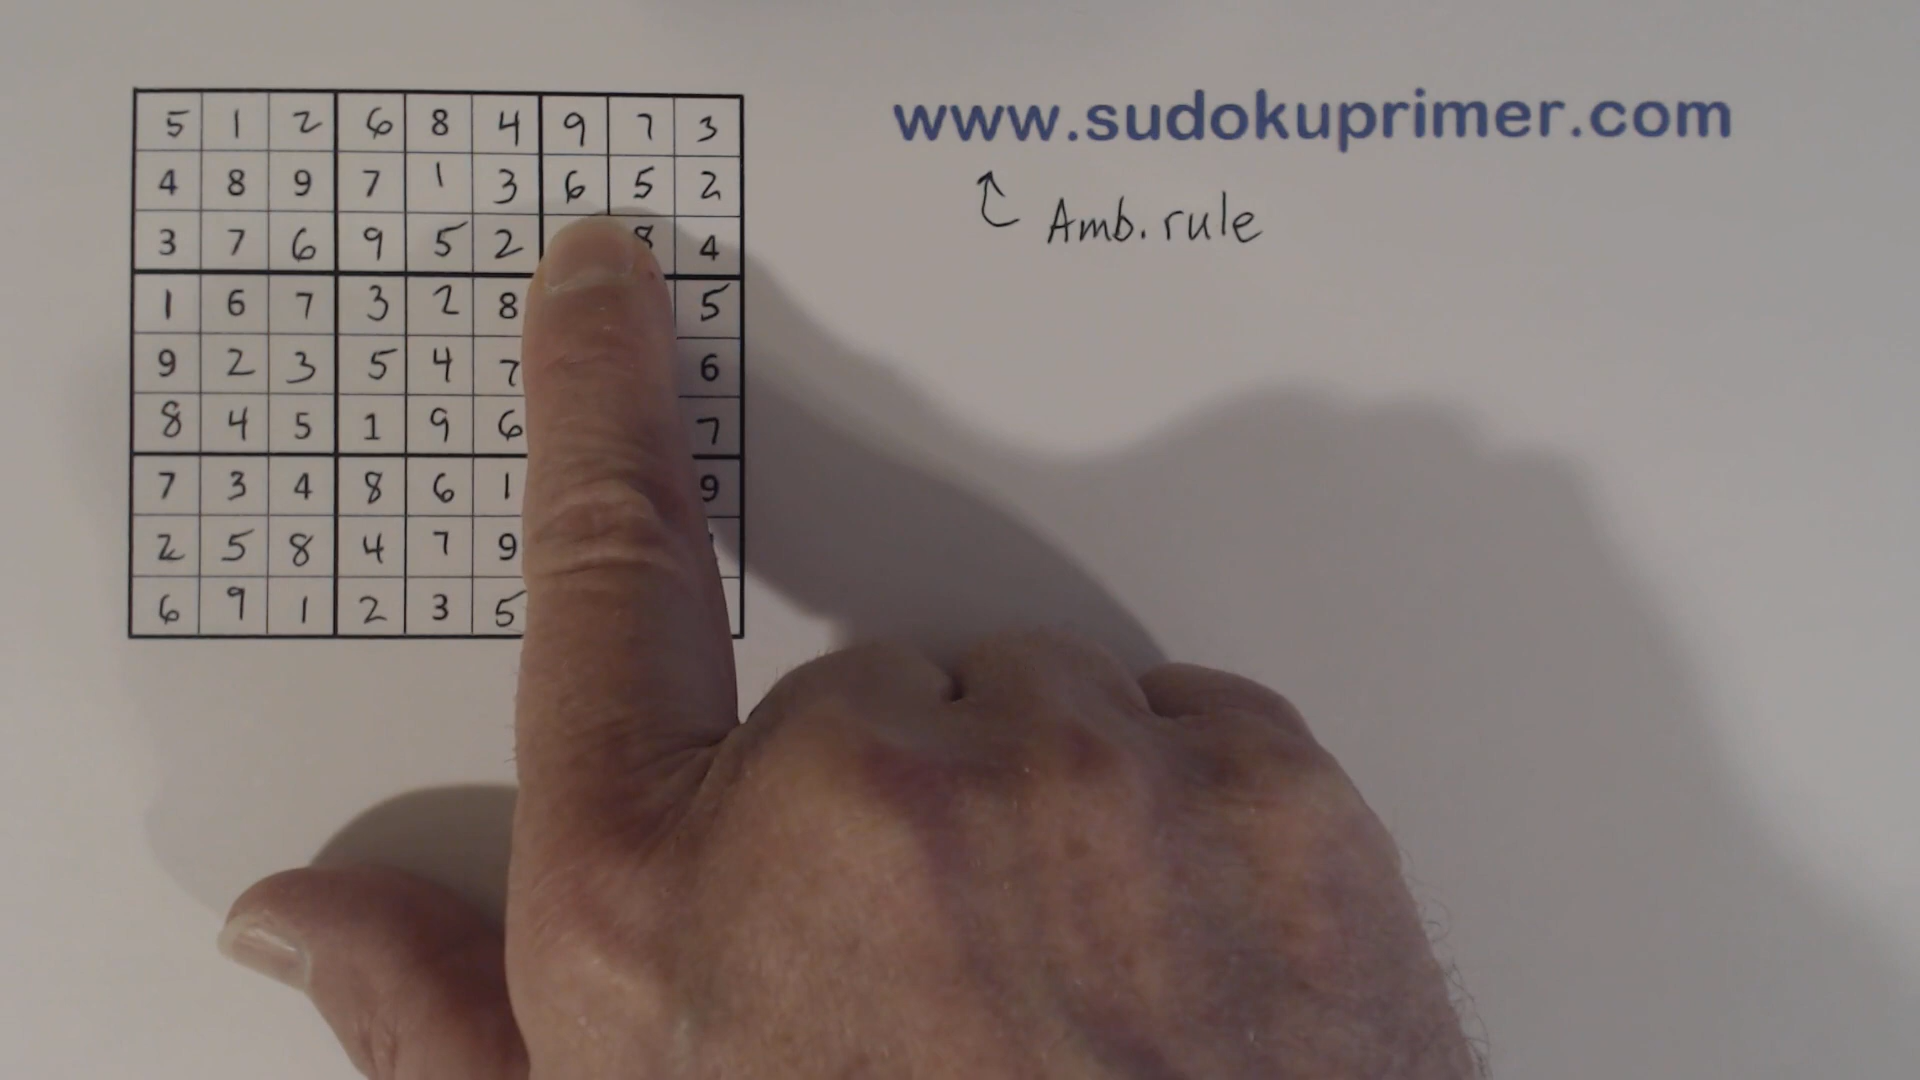 www.sudokuprimer.com
Amb. rule
5 1 2 6 8 4 9 7 3
4 8 9 7 1 3 6 5 2
3 7 6 9 5 2 8 4
1 6 7 3 2 8 5
9 2 3 5 4 7 6
8 4 5 1 9 6 7
7 3 4 8 6 1 9
2 5 8 4 7 9
6 9 1 2 3 5